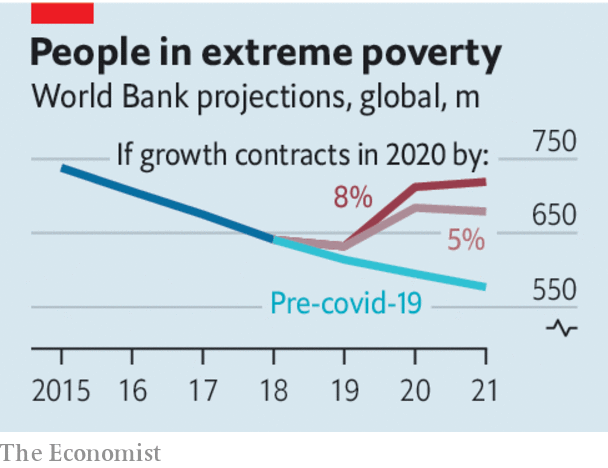 People in extreme poverty
World Bank projections, global, m
If growth contracts in 2020 by:
750
8%
650
5%
550
Pre-covid-19
2015 16 17 18 19 20 21
The Economist